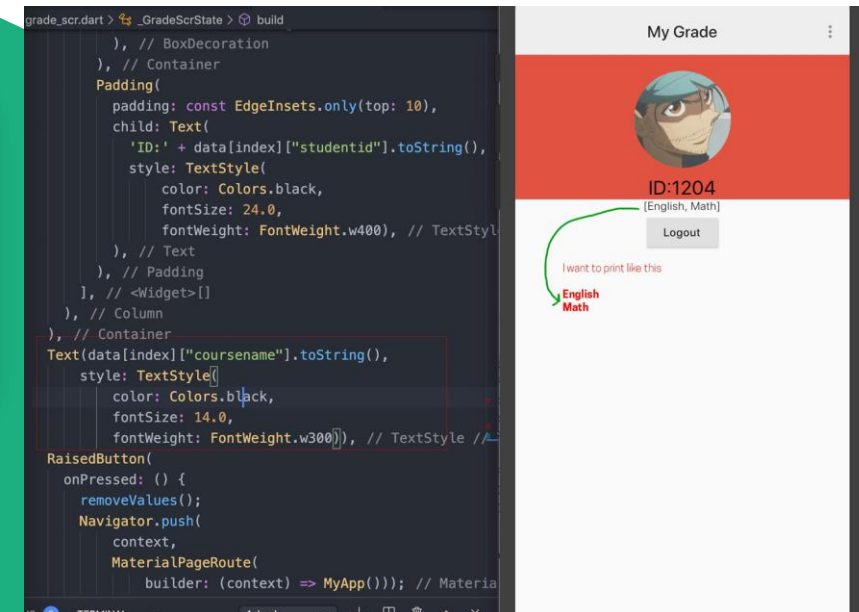 grade_scr.dart > _GradeScrState > build
), // BoxDecoration
), // Container
Padding(
padding: const EdgeInsets.only(top: 10),
child: Text(
'ID:' + data[index]["studentid"].toString(),
style: TextStyle(
color: Colors.black,
fontSize: 24.0,
fontWeight: FontWeight.w400), // TextStyl
), // Text
), // Padding
], // <Widget>[]
), // Column
), // Container
Text(data[index]["coursename"].toString(),
style: TextStyle(
color: Colors.black,
fontSize: 14.0,
fontWeight: FontWeight.w300)), // TextStyle //
RaisedButton(
onPressed: () {
removeValues();
Navigator.push(
context,
MaterialPageRoute(
builder: (context) => MyApp())); // Materia
My Grade
ID:1204
[English, Math]
Logout
I want to print like this
English
Math